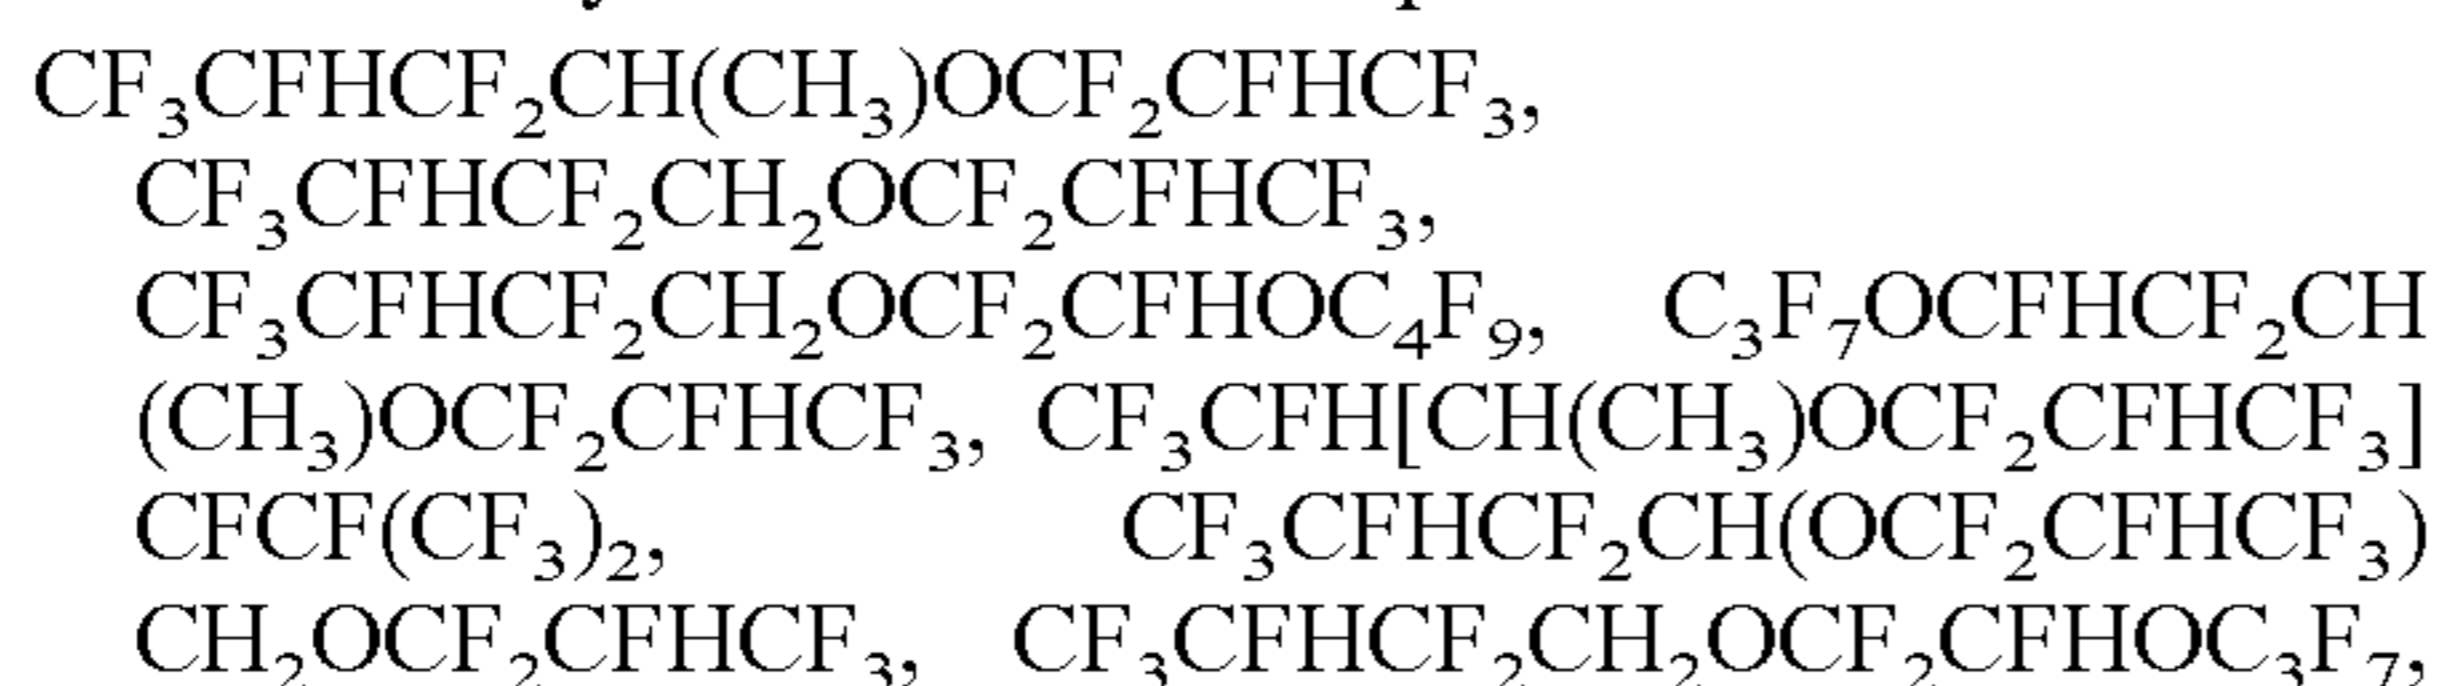 CF₃CFHCF₂CH(CH₃)OCF₂CFHCF₃,
CF₃CFHCF₂CH₂OCF₂CFHCF₃,
CF₃CFHCF₂CH₂OCF₂CFHOC₄F₉, C₃F₇OCFHCF₂CH
(CH₃)OCF₂CFHCF₃, CF₃CFH[CH(CH₃)OCF₂CFHCF₃]
CFCF(CF₃)₂, CF₃CFHCF₂CH(OCF₂CFHCF₃)
CH₂OCF₂CFHCF₃, CF₃CFHCF₂CH₂OCF₂CFHOC₃F₇,